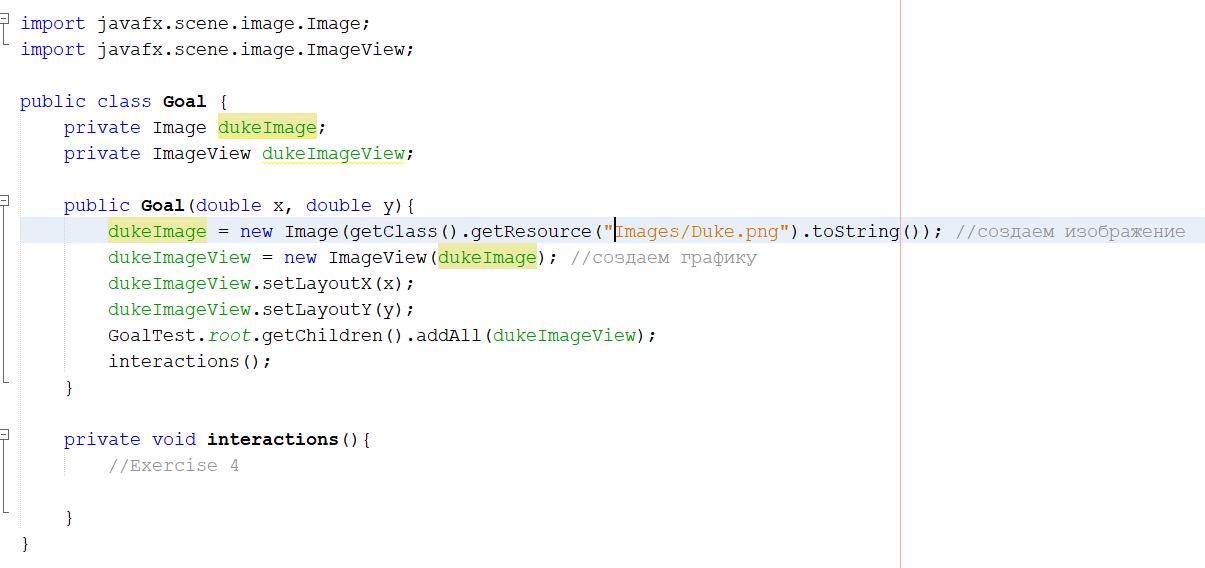 import javafx.scene.image.Image;
import javafx.scene.image.ImageView;
public class Goal {
    private Image dukeImage;
    private ImageView dukeImageView;
    public Goal(double x, double y){
        dukeImage = new Image(getClass().getResource("Images/Duke.png").toString()); //создаем изображение
        dukeImageView = new ImageView(dukeImage); //создаем графику
        dukeImageView.setLayoutX(x);
        dukeImageView.setLayoutY(y);
        GoalTest.root.getChildren().addAll(dukeImageView);
        interactions();
    }
    private void interactions(){
        //Exercise 4
    }
}